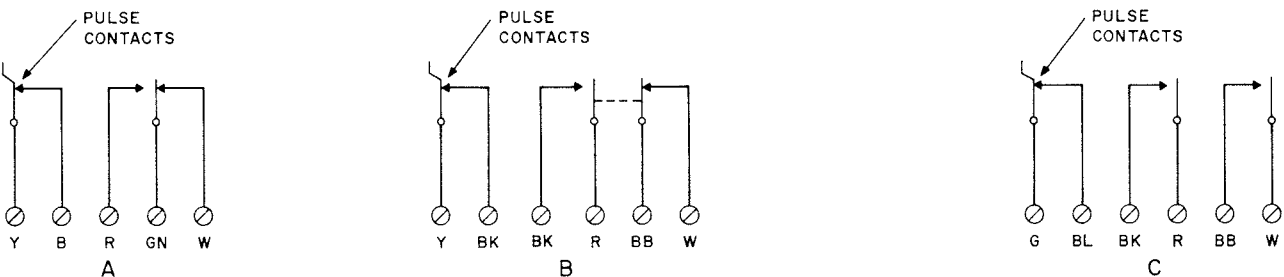 PULSE
CONTACTS
Y B R GN W
A
PULSE
CONTACTS
Y BK BK R BB W
B
PULSE
CONTACTS
G BL BK R BB W
C